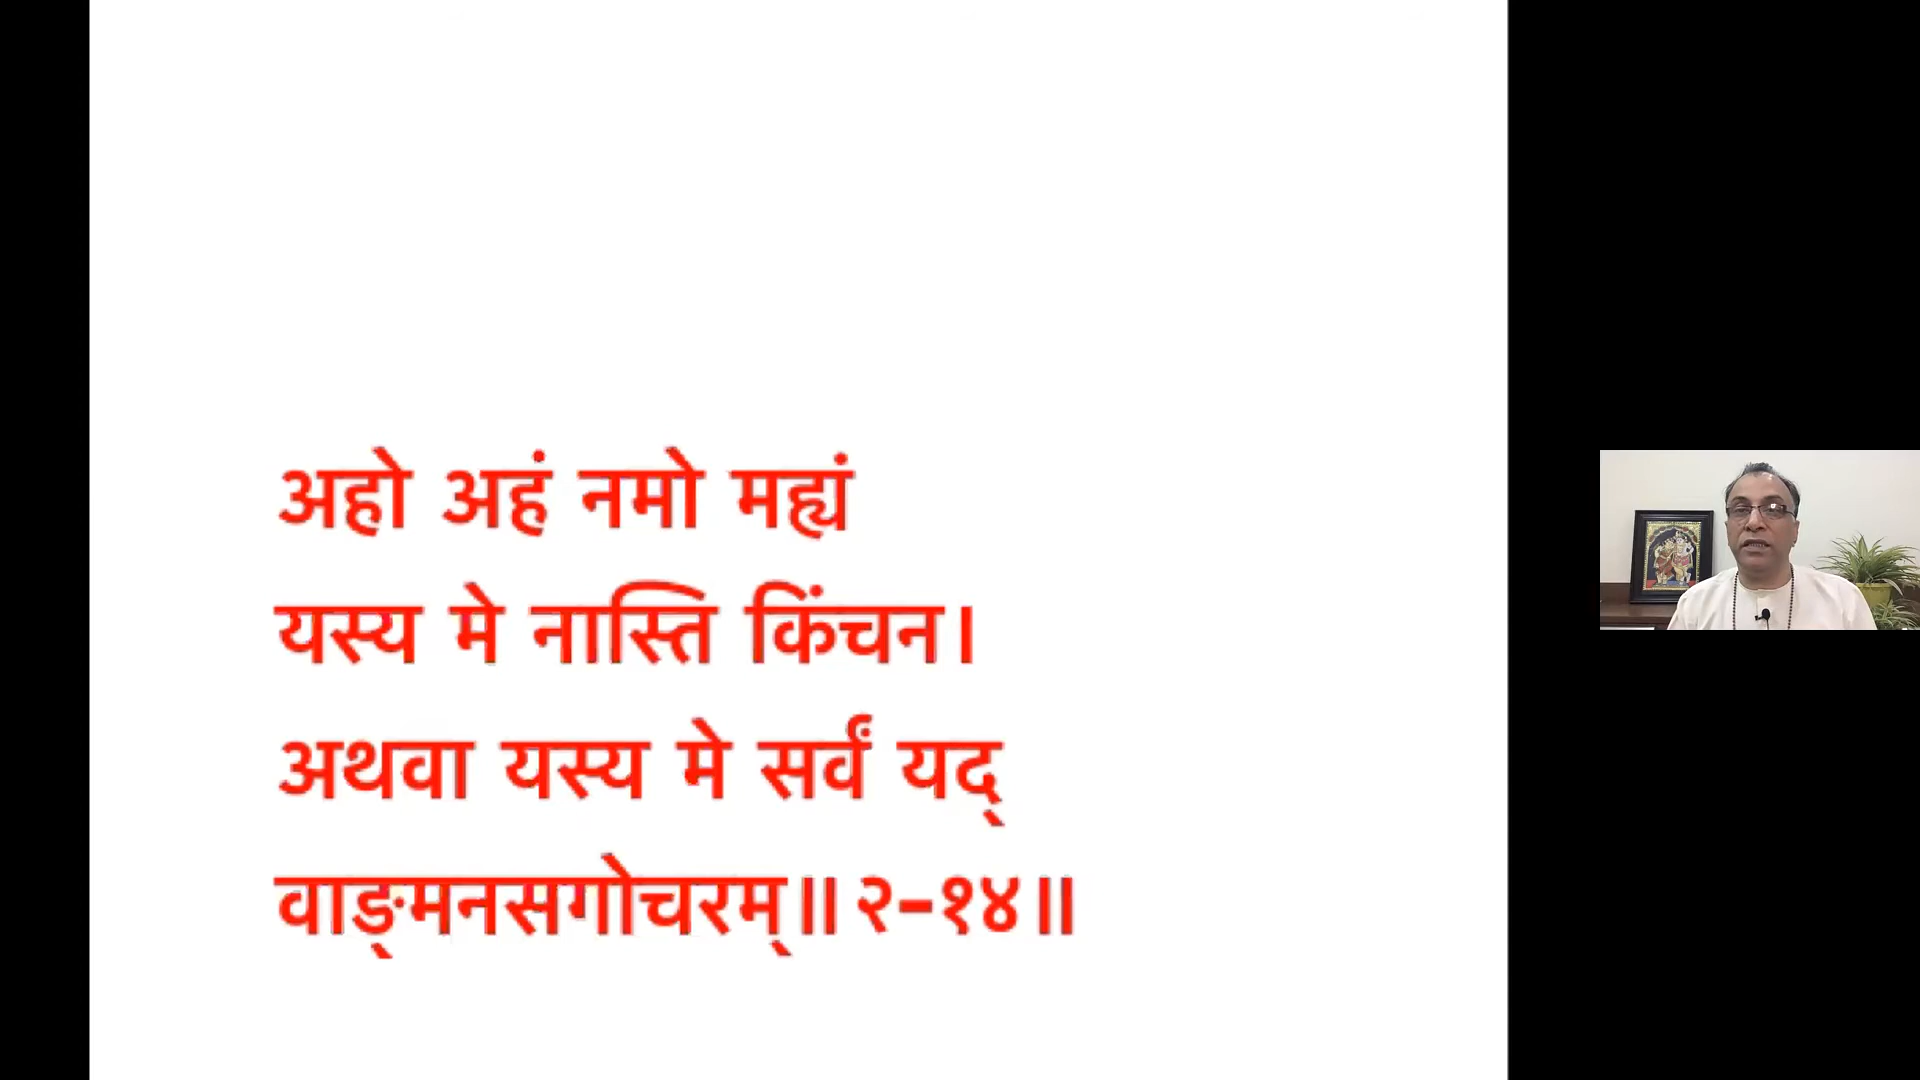 अहो अहं नमो मह्यं
यस्य मे नास्ति किंचन।
अथवा यस्य मे सर्वं यद्
वाङ्मनसगोचरम्॥ २-१४॥